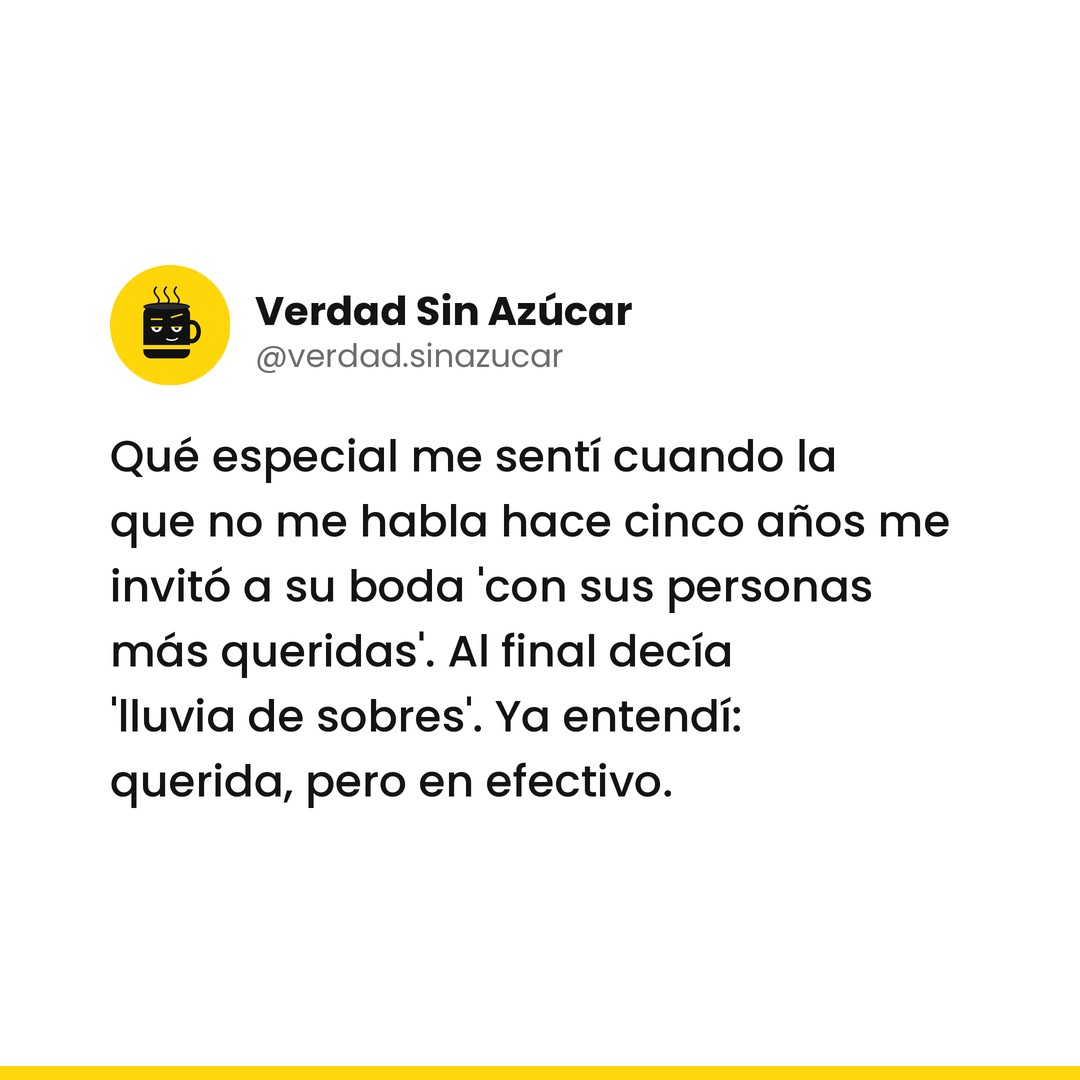 Verdad Sin Azúcar
@verdad.sinazucar
Qué especial me sentí cuando la
que no me habla hace cinco años me
invitó a su boda 'con sus personas
más queridas'. Al final decía
'lluvia de sobres'. Ya entendí:
querida, pero en efectivo.